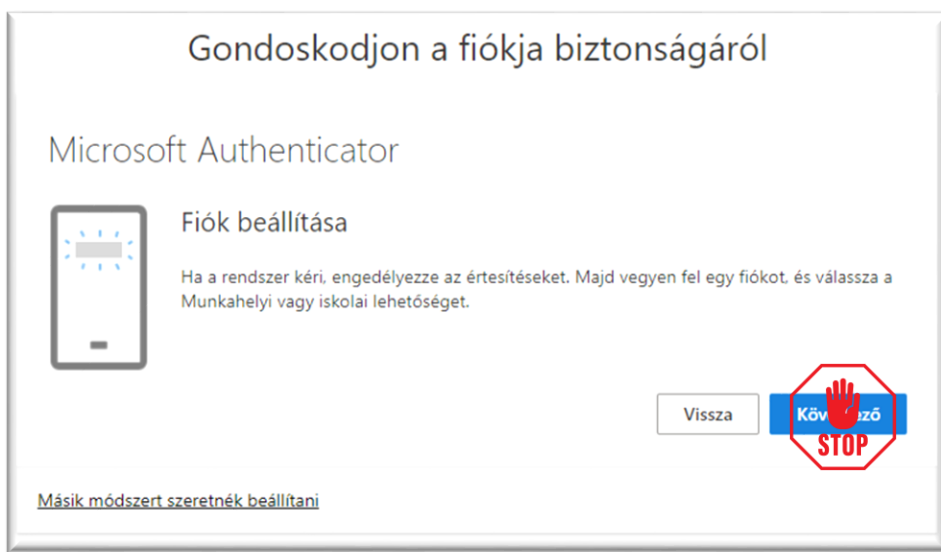 Gondoskodjon a fiókja biztonságáról
Microsoft Authenticator
Fiók beállítása
Ha a rendszer kéri, engedélyezze az értesítéseket. Majd vegyen fel egy fiókot, és válassza a
Munkahelyi vagy iskolai lehetőséget.
Vissza
STOP
Másik módszert szeretnék beállítani